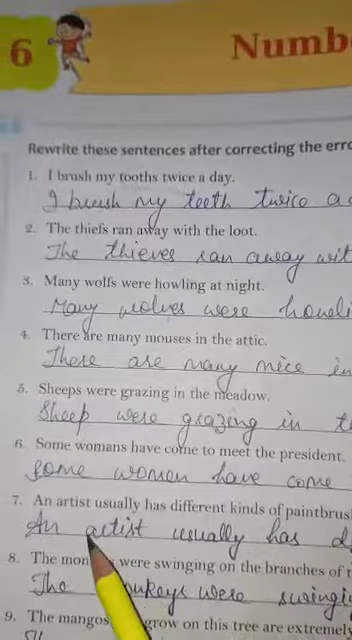 6
Numb
Rewrite these sentences after correcting the erro
1. I brush my tooths twice a day.
I brush my teeth twice a
2. The thiefs ran away with the loot.
The thieves ran away wit
3. Many wolfs were howling at night.
Many wolves were howli
4. There are many mouses in the attic.
There are many mice in
5. Sheeps were grazing in the meadow.
Sheep were grazing in t
6. Some womans have come to meet the president.
Some women have come
7. An artist usually has different kinds of paintbrus
An artist usually has d
8. The mon were swinging on the branches of t
The nkeys were swingi
9. The mangos grow on this tree are extremel